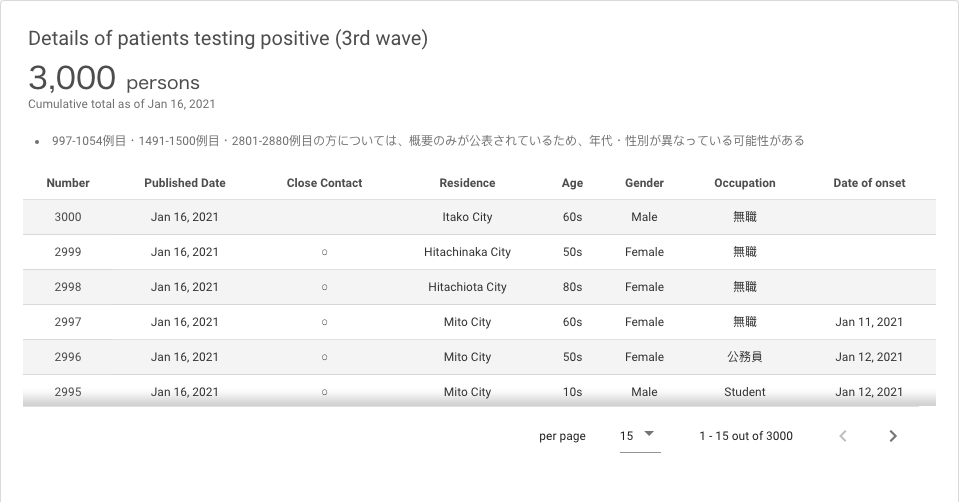 Details of patients testing positive (3rd wave)
3,000 persons
Cumulative total as of Jan 16, 2021
• 997-1054例目・1491-1500例目・2801-2880例目の方については、概要のみが公表されているため、年代・性別が異なっている可能性がある
Number Published Date Close Contact Residence Age Gender Occupation Date of onset
3000 Jan 16, 2021 Itako City 60s Male 無職
2999 Jan 16, 2021 ○ Hitachinaka City 50s Female 無職
2998 Jan 16, 2021 ○ Hitachiota City 80s Female 無職
2997 Jan 16, 2021 ○ Mito City 60s Female 無職 Jan 11, 2021
2996 Jan 16, 2021 ○ Mito City 50s Female 公務員 Jan 12, 2021
2995 Jan 16, 2021 ○ Mito City 10s Male Student Jan 12, 2021
per page 15 1 - 15 out of 3000